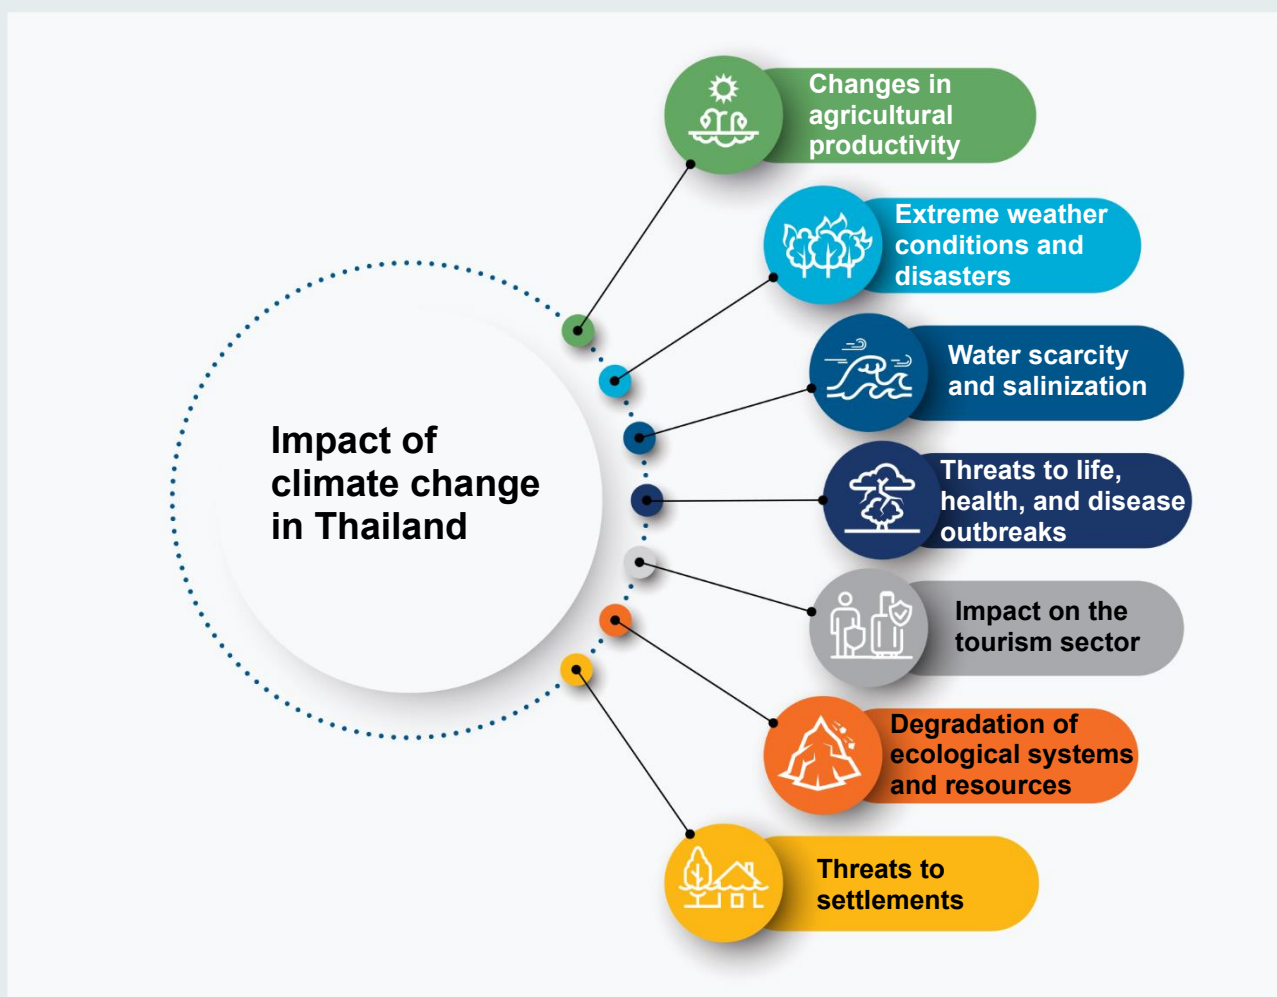 Impact of
climate change
in Thailand
Changes in
agricultural
productivity
Extreme weather
conditions and
disasters
Water scarcity
and salinization
Threats to life,
health, and disease
outbreaks
Impact on the
tourism sector
Degradation of
ecological systems
and resources
Threats to
settlements